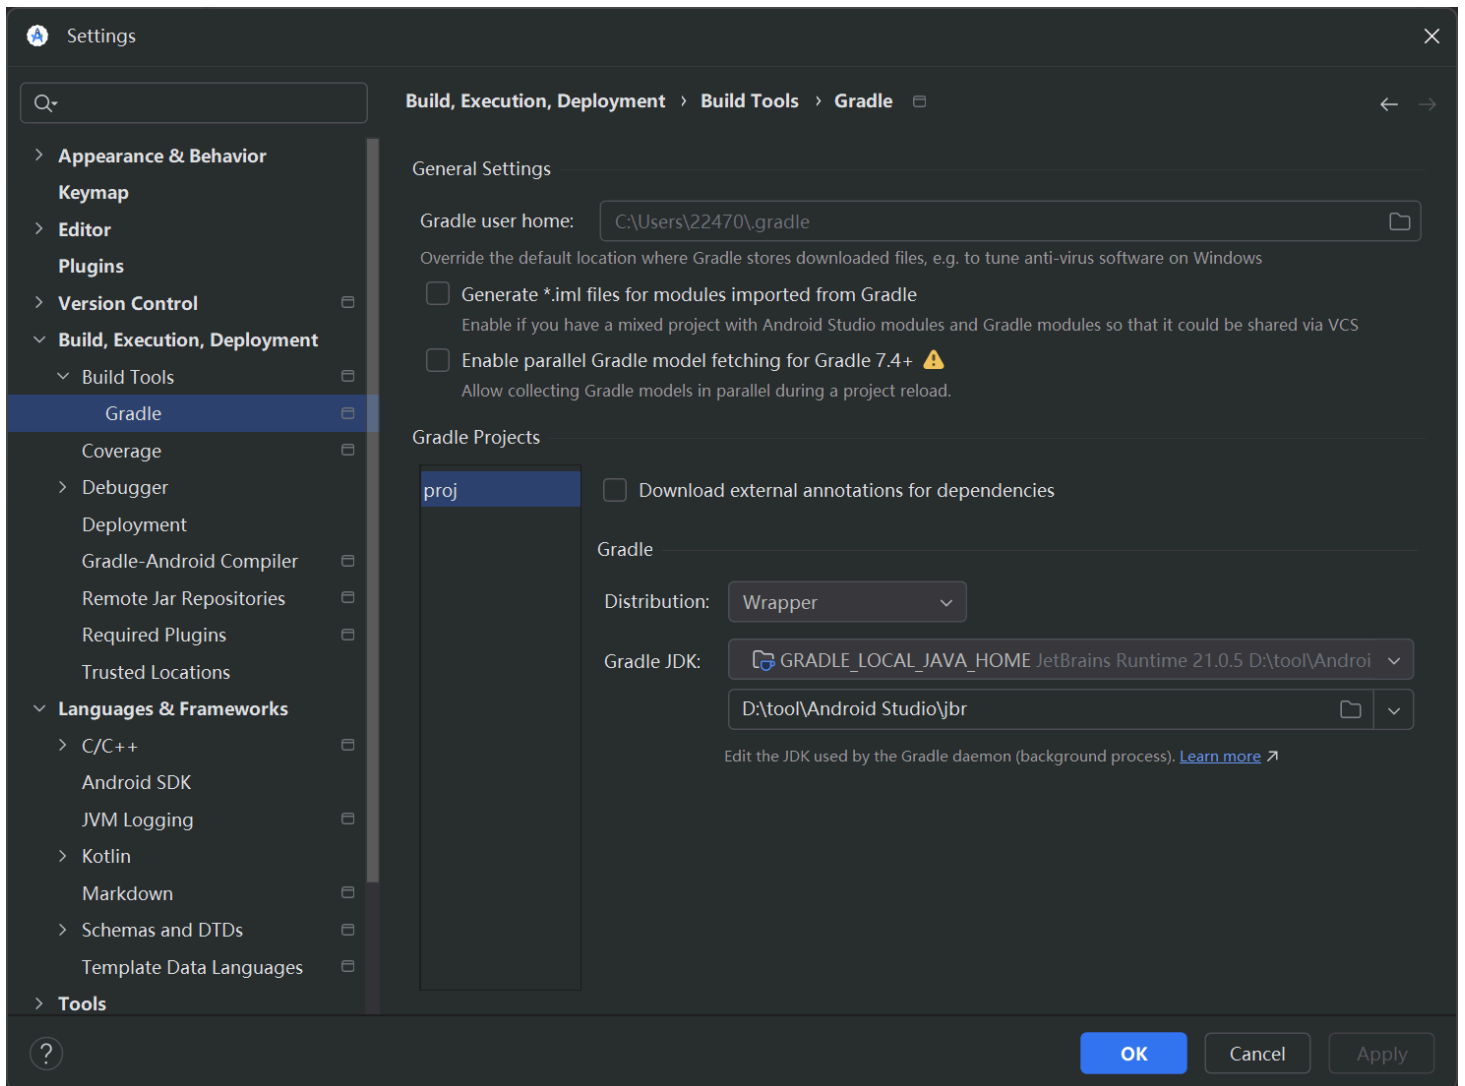 Settings
Build, Execution, Deployment › Build Tools › Gradle
Appearance & Behavior
Keymap
Editor
Plugins
Version Control
Build, Execution, Deployment
Build Tools
Gradle
Coverage
Debugger
Deployment
Gradle-Android Compiler
Remote Jar Repositories
Required Plugins
Trusted Locations
Languages & Frameworks
C/C++
Android SDK
JVM Logging
Kotlin
Markdown
Schemas and DTDs
Template Data Languages
Tools
General Settings
Gradle user home: C:\Users\22470\.gradle
Override the default location where Gradle stores downloaded files, e.g. to tune anti-virus software on Windows
Generate *.iml files for modules imported from Gradle
Enable if you have a mixed project with Android Studio modules and Gradle modules so that it could be shared via VCS
Enable parallel Gradle model fetching for Gradle 7.4+
Allow collecting Gradle models in parallel during a project reload.
Gradle Projects
proj
Download external annotations for dependencies
Gradle
Distribution: Wrapper
Gradle JDK: GRADLE_LOCAL_JAVA_HOME JetBrains Runtime 21.0.5 D:\tool\Androi
D:\tool\Android Studio\jbr
Edit the JDK used by the Gradle daemon (background process). Learn more ↗
?
OK
Cancel
Apply